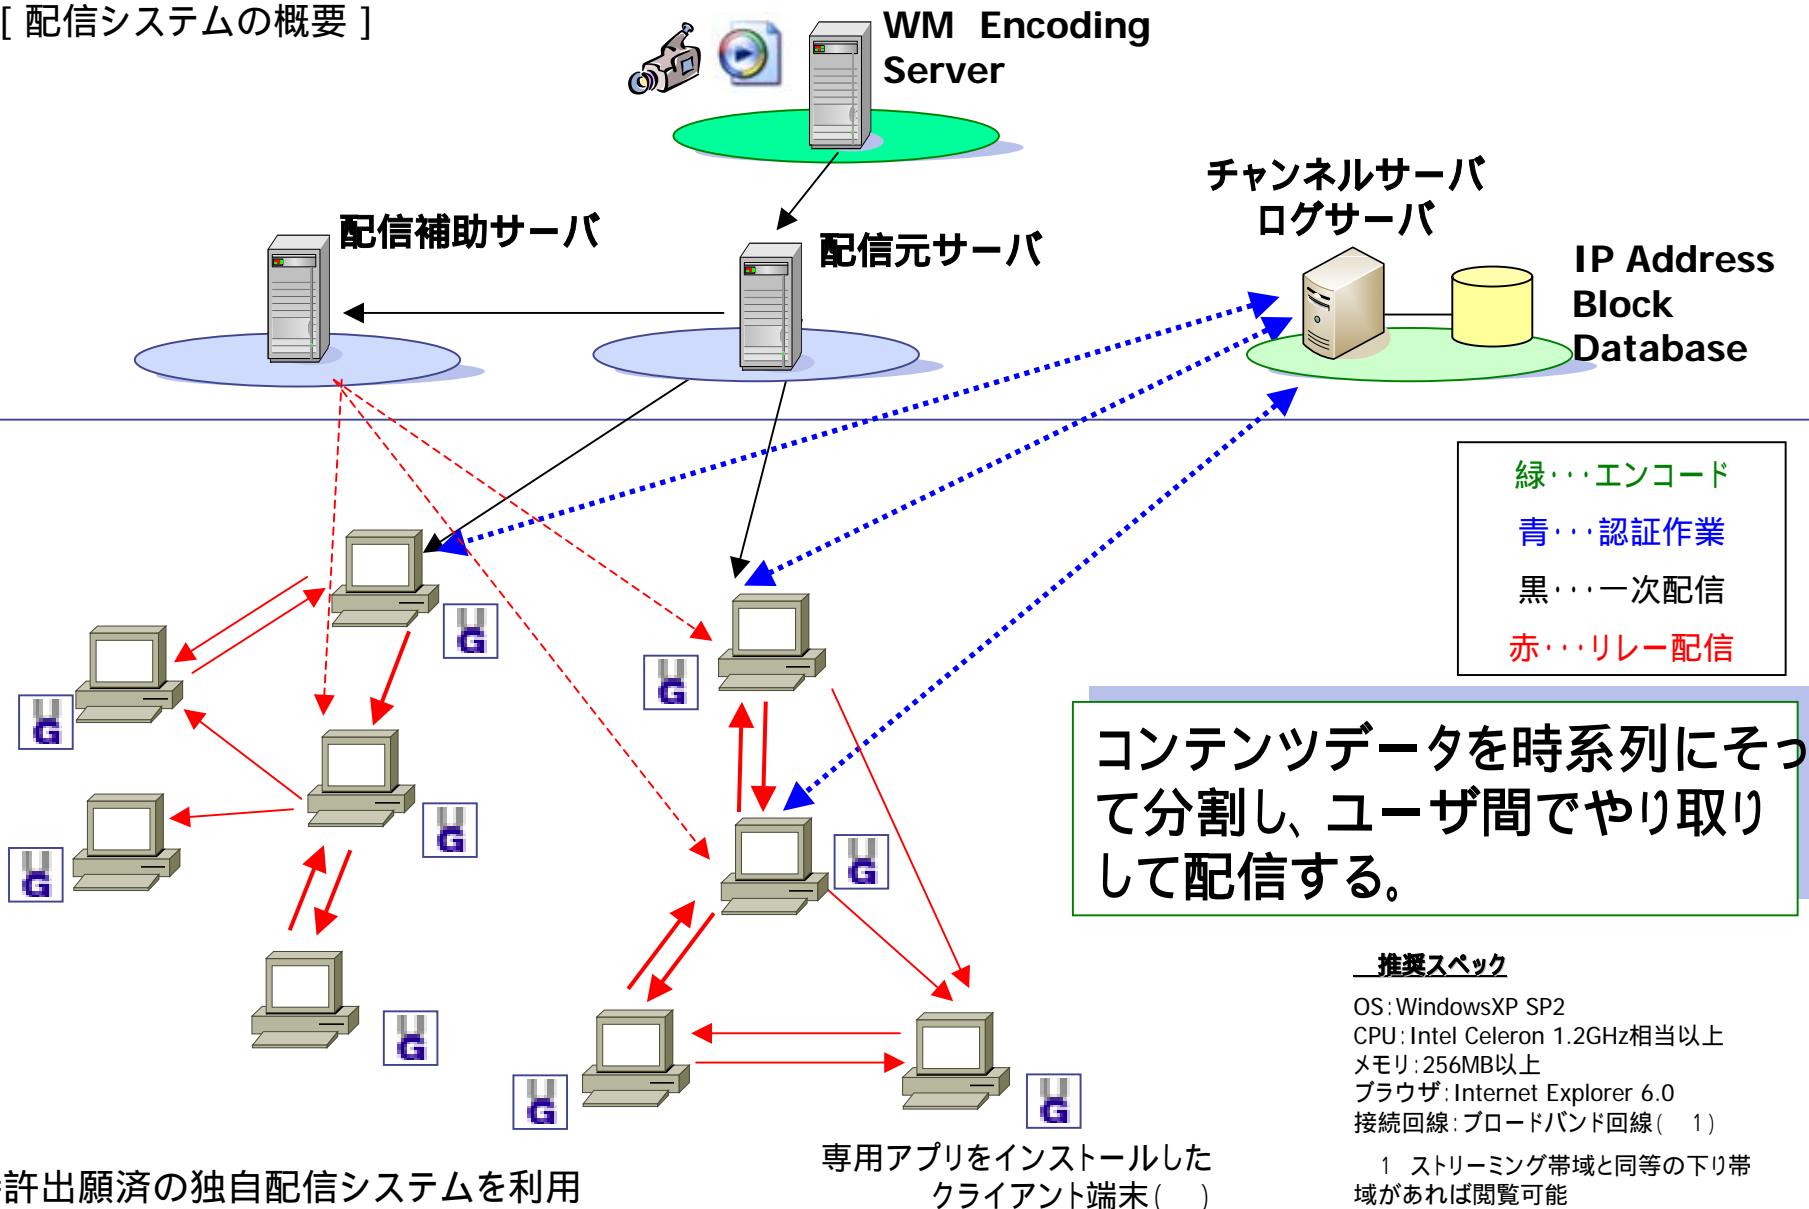 [ 配信システムの概要 ]
WM Encoding
Server
チャンネルサーバ
ログサーバ
配信補助サーバ
配信元サーバ
IP Address
Block
Database
緑・・・エンコード
青・・・認証作業
黒・・・一次配信
赤・・・リレー配信
コンテンツデータを時系列にそっ
て分割し、ユーザ間でやり取り
して配信する。
G
G
G
G
G
G
G
G
G
推奨スペック
OS:WindowsXP SP2
CPU:Intel Celeron 1.2GHz相当以上
メモリ:256MB以上
ブラウザ:Internet Explorer 6.0
接続回線:ブロードバンド回線( 1)
1 ストリーミング帯域と同等の下り帯
域があれば閲覧可能
専用アプリをインストールした
クライアント端末( )
許出願済の独自配信システムを利用